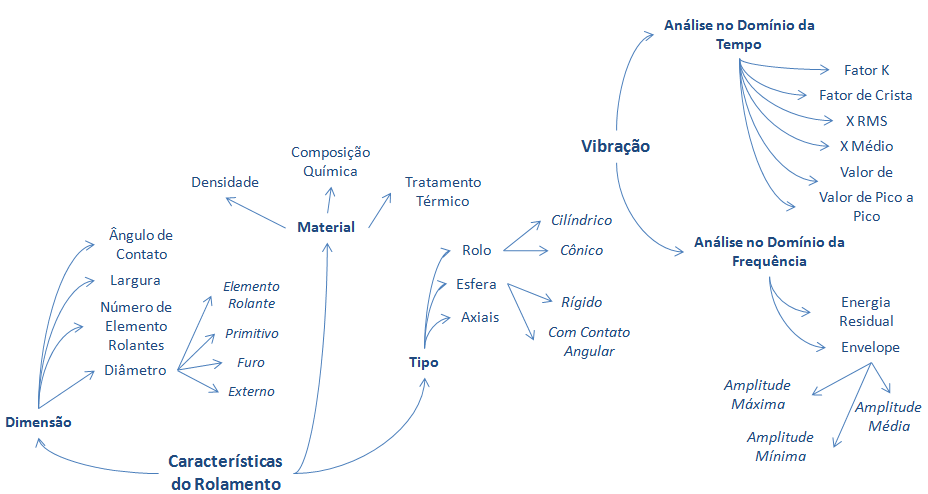 Análise no Domínio da
Tempo
Fator K
Fator de Crista
X RMS
X Médio
Valor de
Valor de Pico a
Pico
Vibração
Análise no Domínio da
Frequência
Energia
Residual
Envelope
Amplitude
Máxima
Amplitude
Média
Amplitude
Mínima
Composição
Química
Densidade
Tratamento
Térmico
Material
Ângulo de
Contato
Largura
Número de
Elemento
Rolantes
Diâmetro
Elemento
Rolante
Primitivo
Furo
Externo
Dimensão
Cilíndrico
Rolo
Cônico
Esfera
Rígido
Axiais
Com Contato
Angular
Tipo
Características
do Rolamento